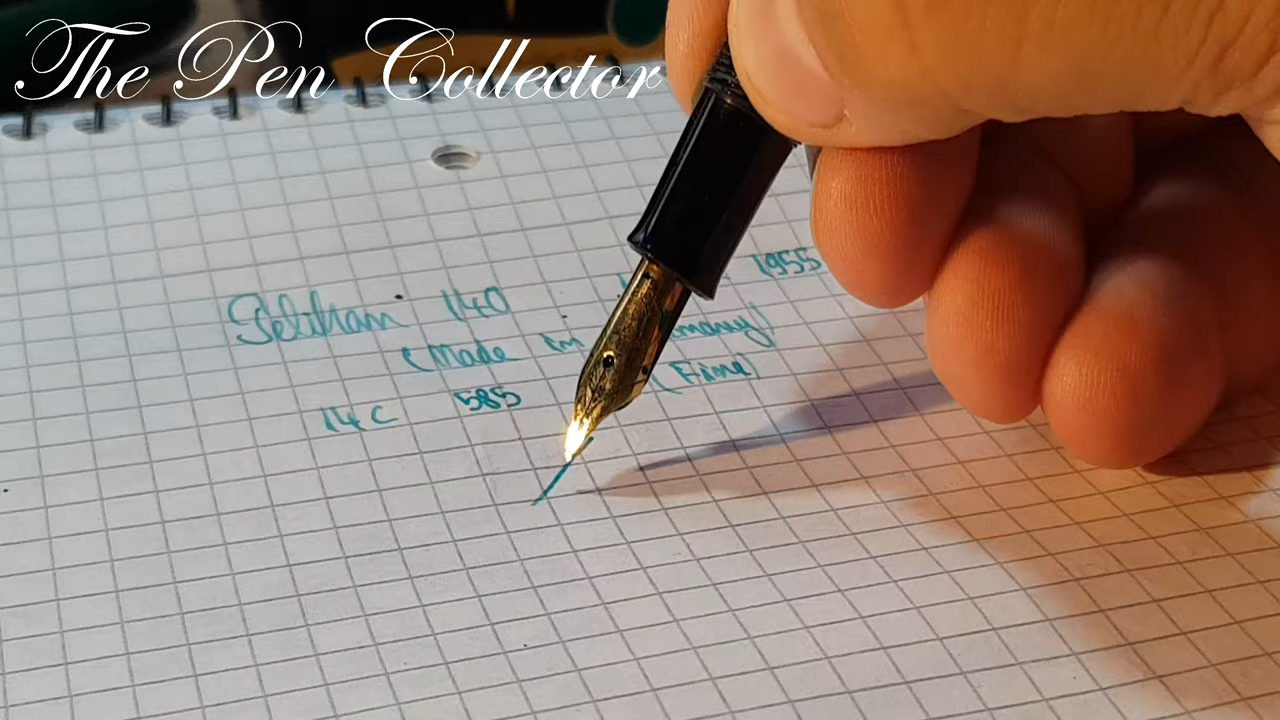 The Pen Collector
Pelikan 140 1955
(Made in Germany)
14C 585 (Fine)